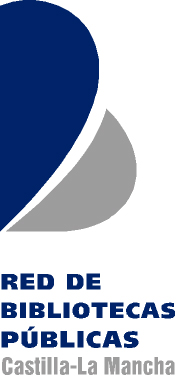 RED DE
BIBLIOTECAS
PÚBLICAS
Castilla-La Mancha